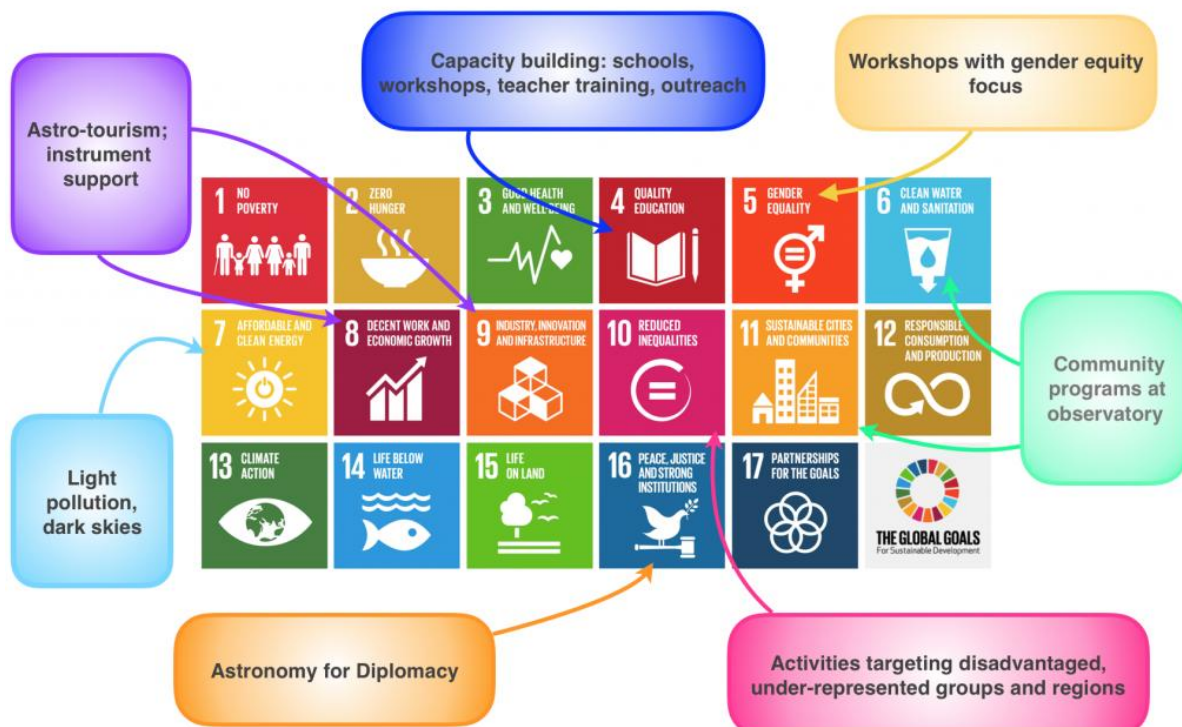 Capacity building: schools,
workshops, teacher training, outreach
Workshops with gender equity
focus
Astro-tourism;
instrument
support
1 NO
POVERTY
2 ZERO
HUNGER
3 GOOD HEALTH
AND WELL-BEING
4 QUALITY
EDUCATION
5 GENDER
EQUALITY
6 CLEAN WATER
AND SANITATION
7 AFFORDABLE AND
CLEAN ENERGY
8 DECENT WORK AND
ECONOMIC GROWTH
9 INDUSTRY, INNOVATION
AND INFRASTRUCTURE
10 REDUCED
INEQUALITIES
11 SUSTAINABLE CITIES
AND COMMUNITIES
12 RESPONSIBLE
CONSUMPTION
AND PRODUCTION
Community
programs at
observatory
Light
pollution,
dark skies
13 CLIMATE
ACTION
14 LIFE BELOW
WATER
15 LIFE
ON LAND
16 PEACE, JUSTICE
AND STRONG
INSTITUTIONS
17 PARTNERSHIPS
FOR THE GOALS
THE GLOBAL GOALS
For Sustainable Development
Astronomy for Diplomacy
Activities targeting disadvantaged,
under-represented groups and regions